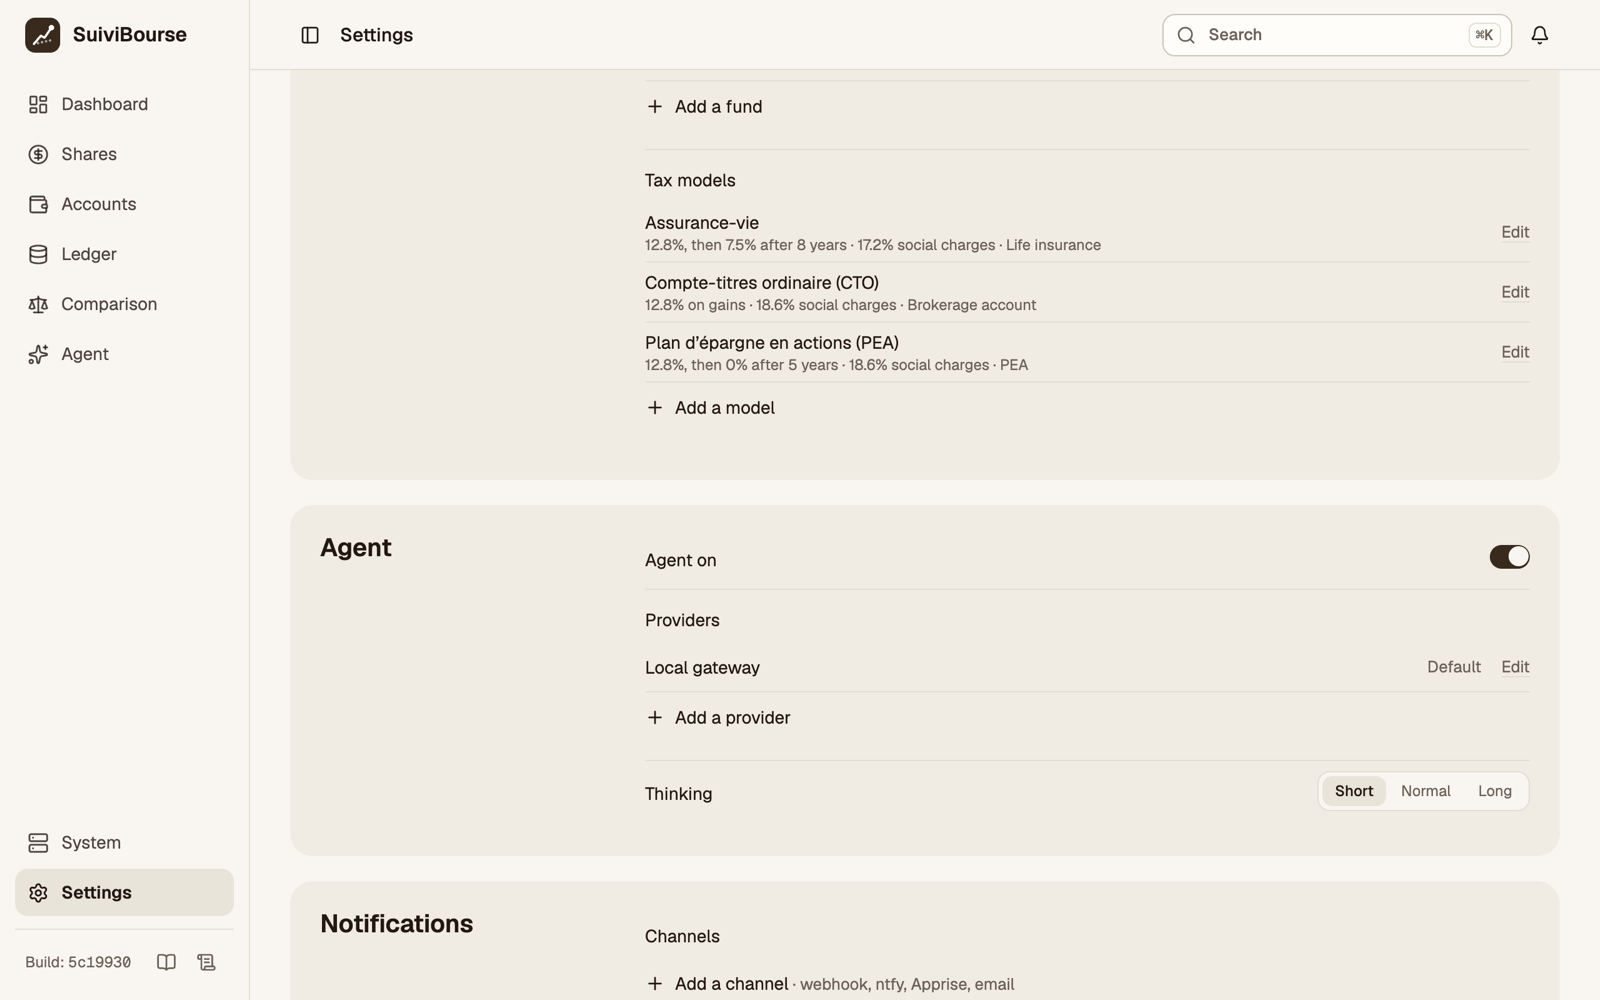 SuiviBourse
Settings
Search
⌘K
Dashboard
Shares
Accounts
Ledger
Comparison
Agent
System
Settings
Build: 5c19930
Add a fund
Tax models
Assurance-vie
12.8%, then 7.5% after 8 years · 17.2% social charges · Life insurance
Edit
Compte-titres ordinaire (CTO)
12.8% on gains · 18.6% social charges · Brokerage account
Edit
Plan d’épargne en actions (PEA)
12.8%, then 0% after 5 years · 18.6% social charges · PEA
Edit
Add a model
Agent
Agent on
Providers
Local gateway
Default Edit
Add a provider
Thinking
Short Normal Long
Notifications
Channels
Add a channel · webhook, ntfy, Apprise, email